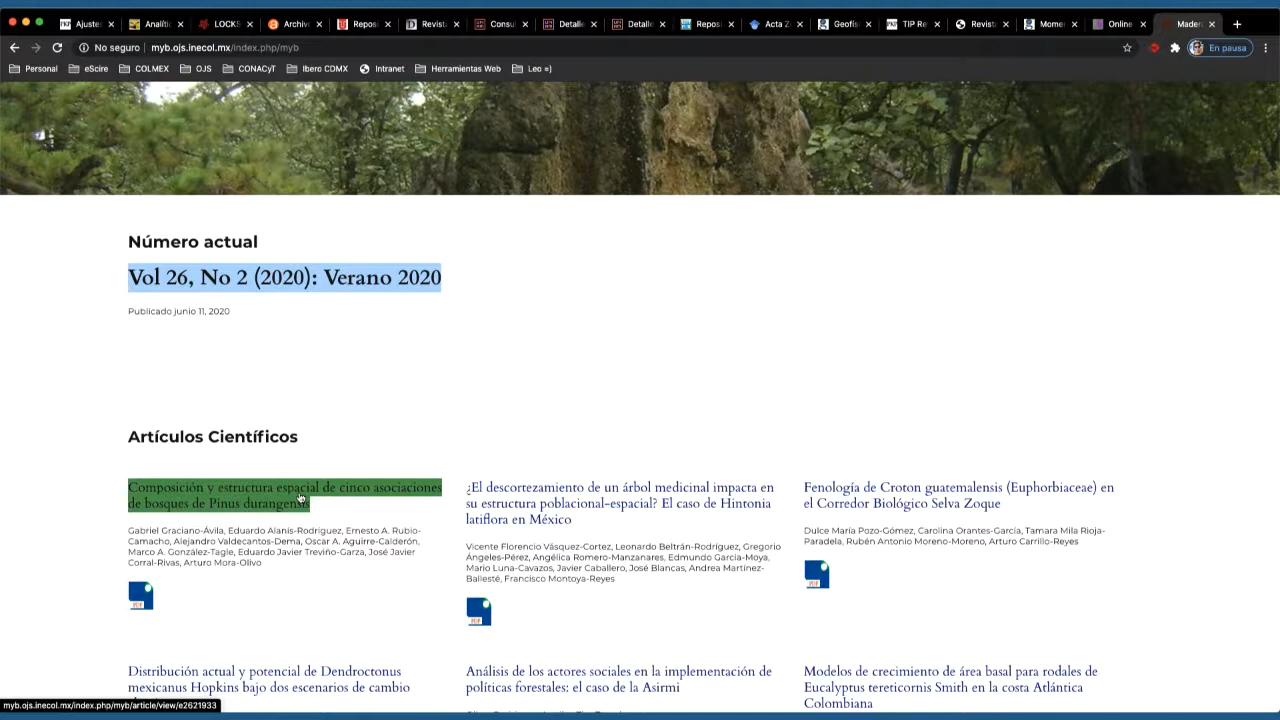 Ajustes
Analític
LOCKS
Archivo
Reposi
Revista
Consul
Detalle
Detalle
Reposi
Acta Z
Geofís
TIP Re
Revist
Mome
Online
Mader
No seguro | myb.ojs.inecol.mx/index.php/myb
En pausa
Personal eScire COLMEX OJS CONACyT Ibero CDMX Intranet Herramientas Web Leo =)
Número actual
Vol 26, No 2 (2020): Verano 2020
Publicado junio 11, 2020
Artículos Científicos
Composición y estructura espacial de cinco asociaciones
de bosques de Pinus durangensis
Gabriel Graciano-Ávila, Eduardo Alanís-Rodríguez, Ernesto A. Rubio-
Camacho, Alejandro Valdecantos-Dema, Oscar A. Aguirre-Calderón,
Marco A. González-Tagle, Eduardo Javier Treviño-Garza, José Javier
Corral-Rivas, Arturo Mora-Olivo
PDF
¿El descortezamiento de un árbol medicinal impacta en
su estructura poblacional-espacial? El caso de Hintonia
latiflora en México
Vicente Florencio Vásquez-Cortez, Leonardo Beltrán-Rodríguez, Gregorio
Ángeles-Pérez, Angélica Romero-Manzanares, Edmundo García-Moya,
Mario Luna-Cavazos, Javier Caballero, José Blancas, Andrea Martínez-
Ballesté, Francisco Montoya-Reyes
PDF
Fenología de Croton guatemalensis (Euphorbiaceae) en
el Corredor Biológico Selva Zoque
Dulce María Pozo-Gómez, Carolina Orantes-García, Tamara Mila Rioja-
Paradela, Rubén Antonio Moreno-Moreno, Arturo Carrillo-Reyes
PDF
Distribución actual y potencial de Dendroctonus
mexicanus Hopkins bajo dos escenarios de cambio
Análisis de los actores sociales en la implementación de
políticas forestales: el caso de la Asirmi
Modelos de crecimiento de área basal para rodales de
Eucalyptus tereticornis Smith en la costa Atlántica
Colombiana
myb.ojs.inecol.mx/index.php/myb/article/view/e2621933